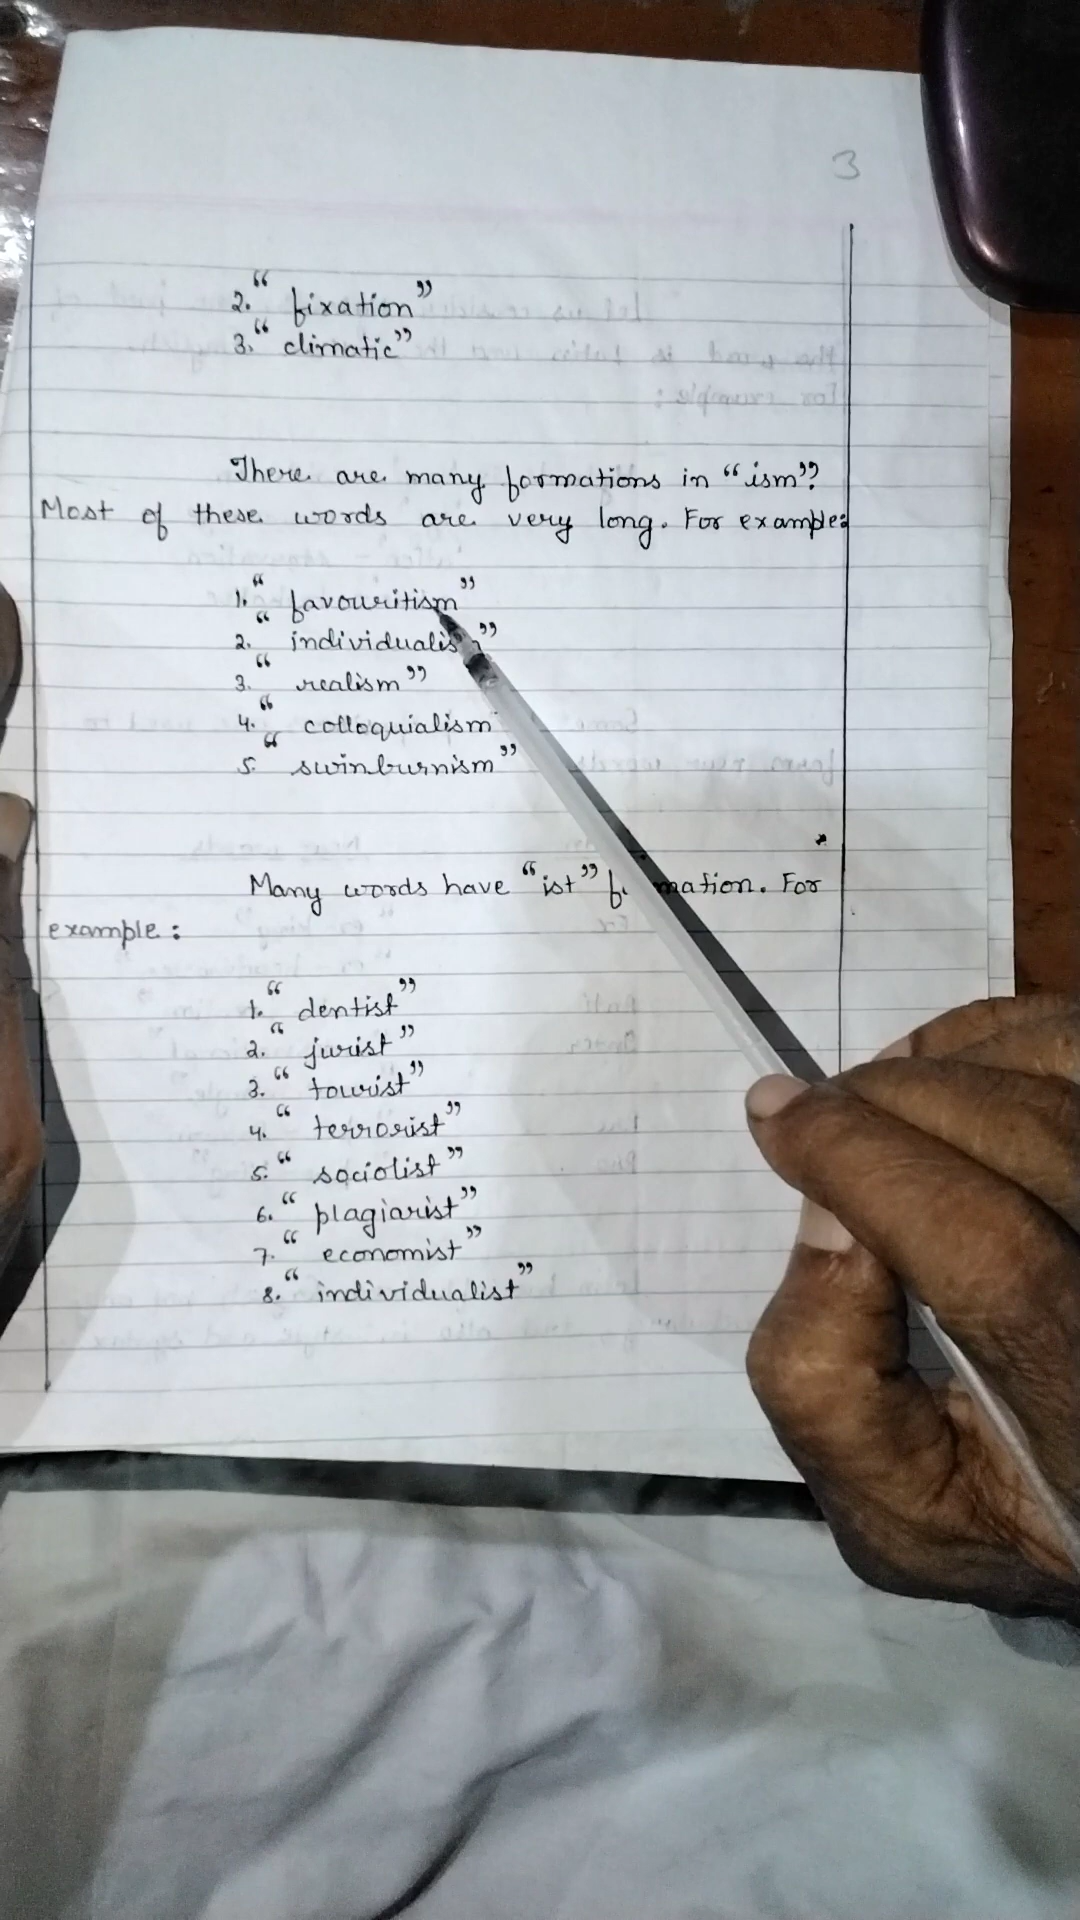 3
2. “fixation”
3. “climatic”
There are many formations in “ism”?
Most of these words are very long. For example:
1. “favouritism”
2. “individualis”
3. “realism”
4. “colloquialism
5. “swinburnism”
Many words have “ist” f mation. For
example:
1. “dentist”
2. “jurist”
3. “tourist”
4. “terrorist”
5. “sociolist”
6. “plagiarist”
7. “economist”
8. “individualist”